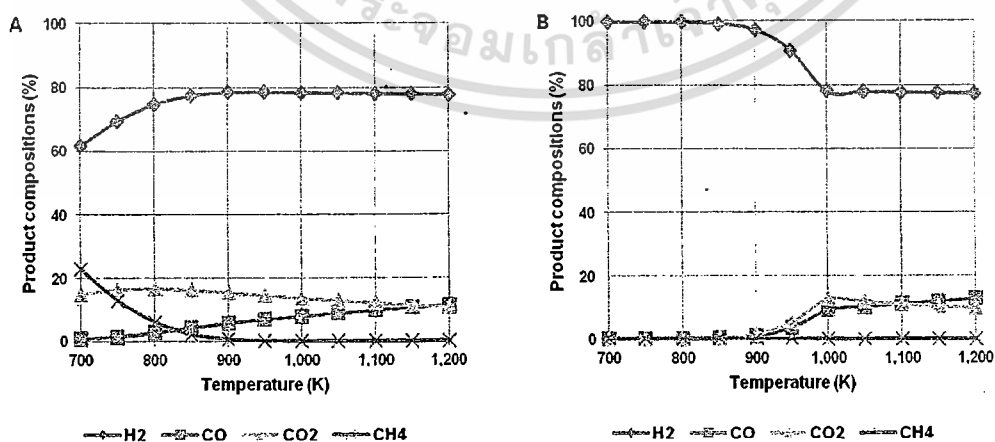 A
B
100
80
60
40
20
0
Product compositions (%)
700 800 900 1,000 1,100 1,200
Temperature (K)
H2 CO CO2 CH4
100
80
60
40
20
0
Product compositions (%)
700 800 900 1,000 1,100 1,200
Temperature (K)
H2 CO CO2 CH4